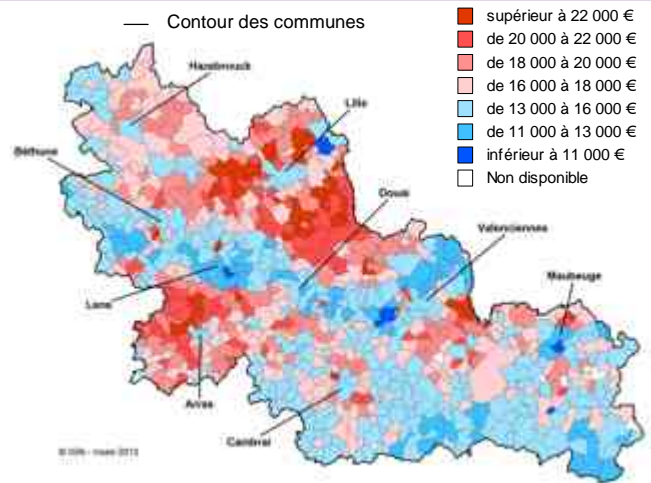 Contour des communes
supérieur à 22 000 €
de 20 000 à 22 000 €
de 18 000 à 20 000 €
de 16 000 à 18 000 €
de 13 000 à 16 000 €
de 11 000 à 13 000 €
inférieur à 11 000 €
Non disponible
Hazebrouck
Lille
Béthune
Douai
Valenciennes
Maubeuge
Lens
Arras
Cambrai